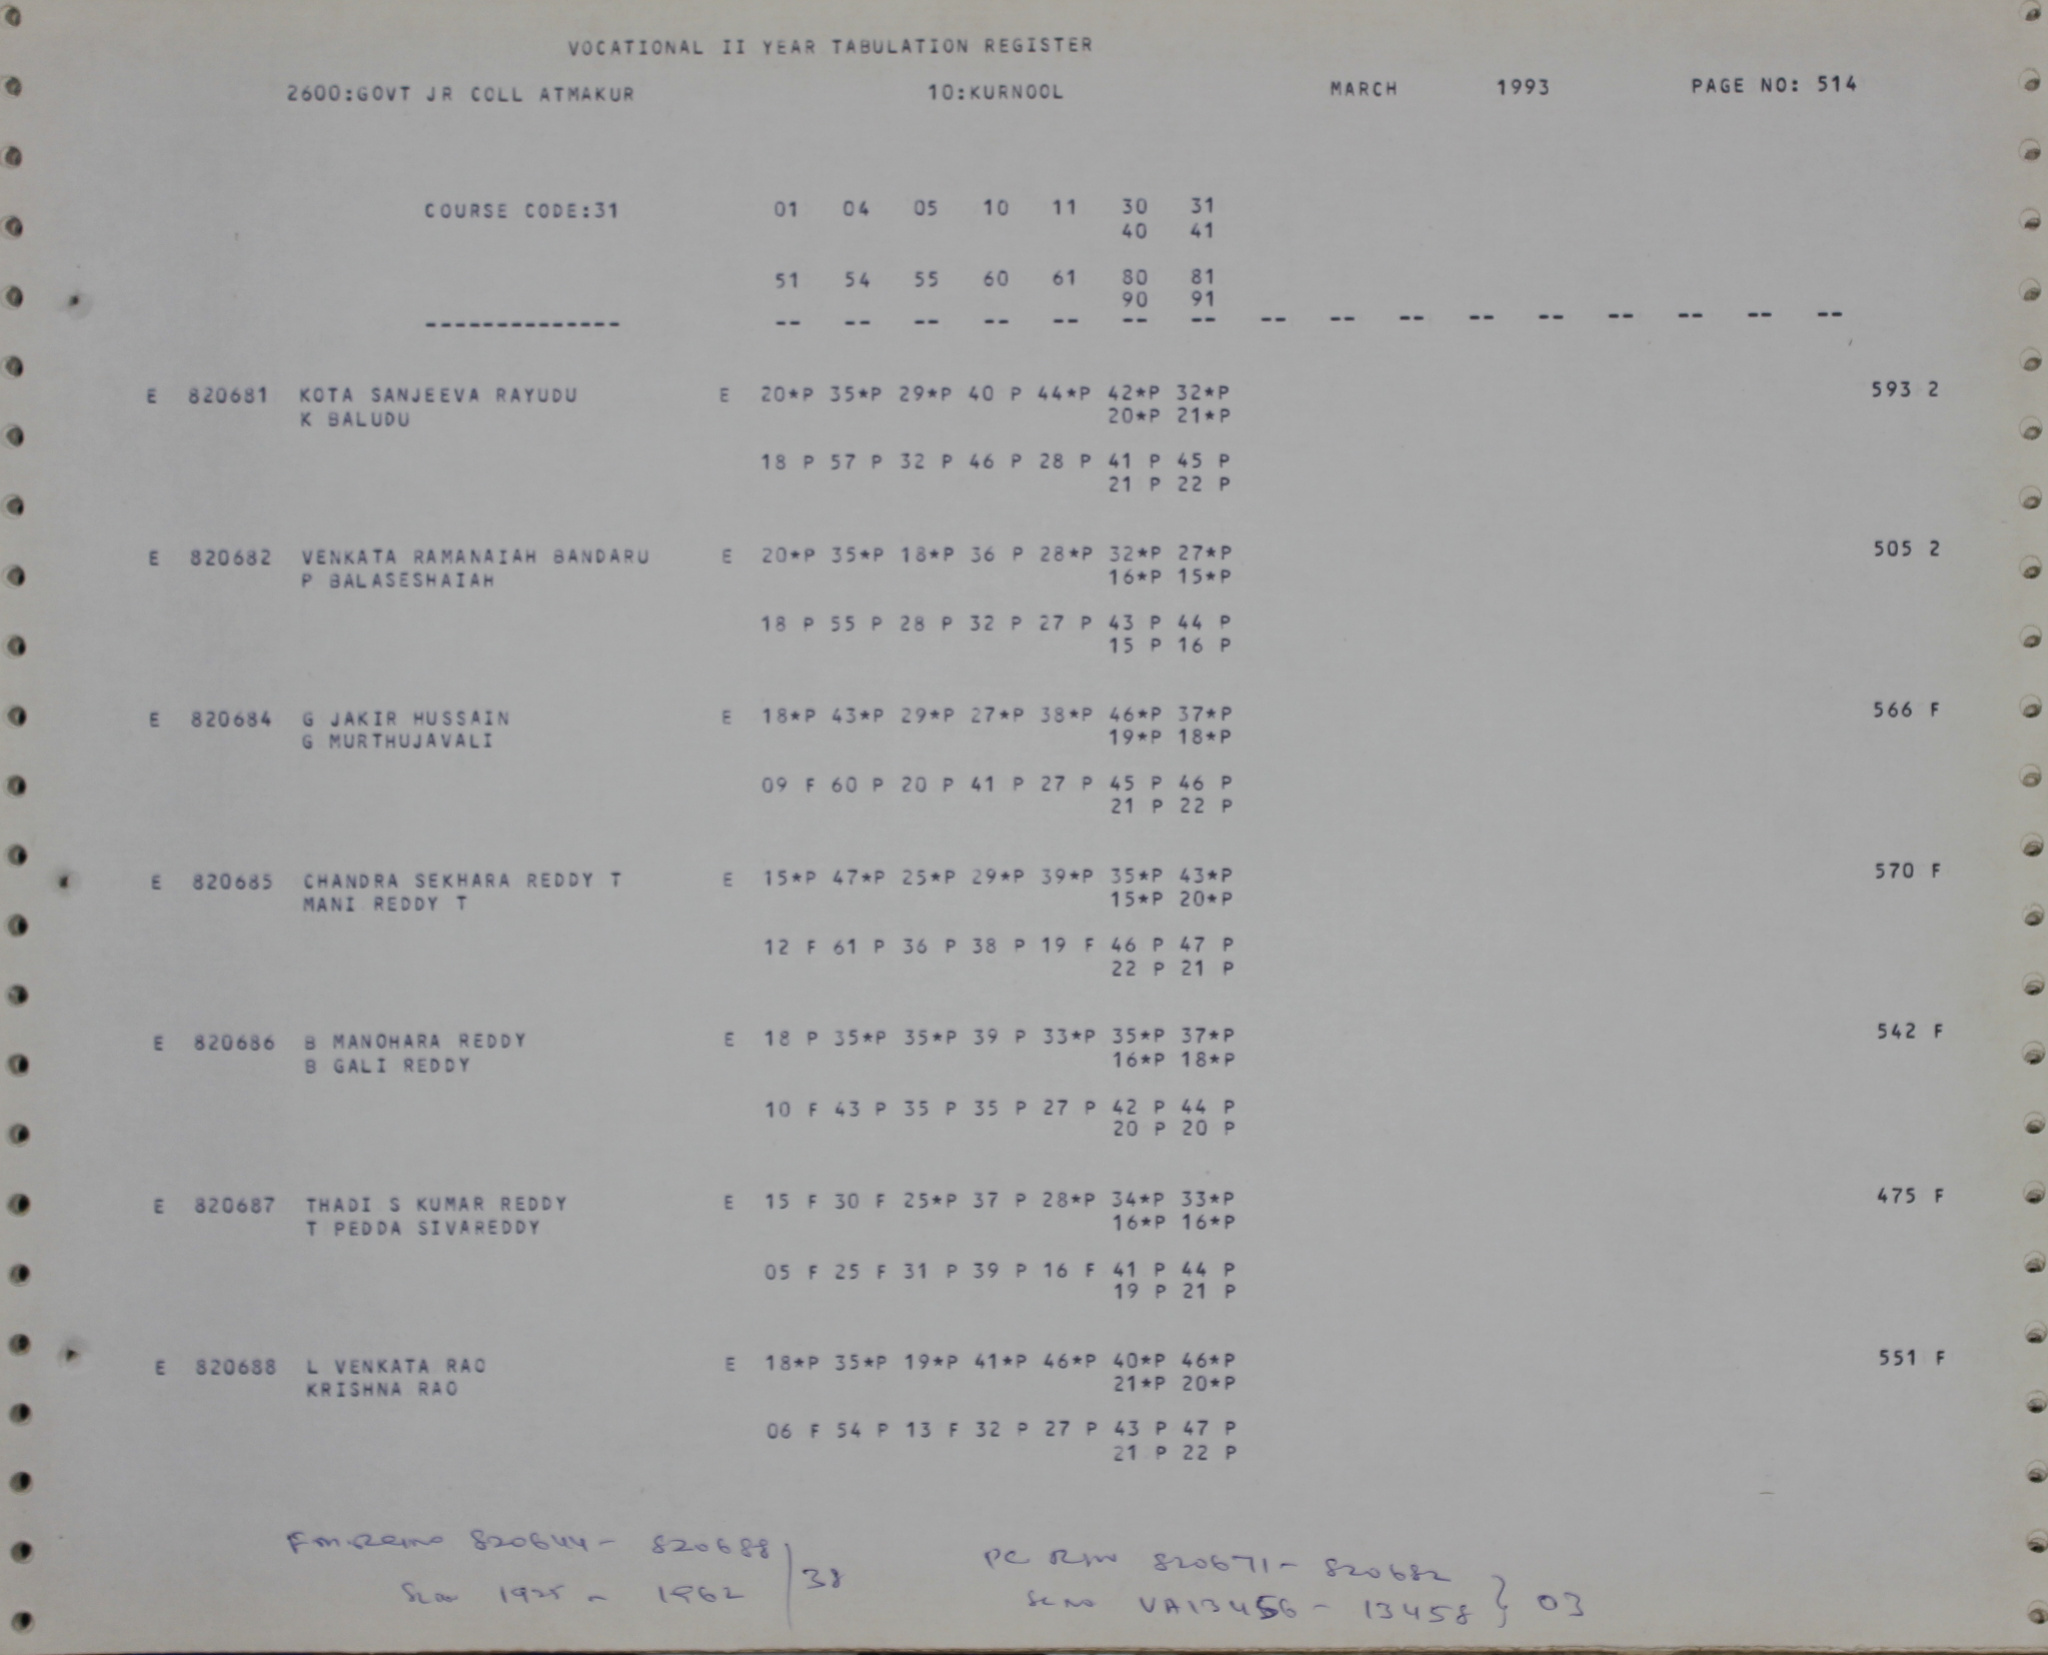 VOCATIONAL II YEAR TABULATION REGISTER
2600:GOVT JR COLL ATMAKUR 10:KURNOOL MARCH 1993 PAGE NO: 514
COURSE CODE:31 01 04 05 10 11 30 31
40 41
51 54 55 60 61 80 81
90 91
-------------- -- -- -- -- -- -- -- -- -- -- -- -- -- -- -- --
E 820681 KOTA SANJEEVA RAYUDU E 20*P 35*P 29*P 40 P 44*P 42*P 32*P 593 2
K BALUDU 20*P 21*P
18 P 57 P 32 P 46 P 28 P 41 P 45 P
21 P 22 P
E 820682 VENKATA RAMANAIAH BANDARU E 20*P 35*P 18*P 36 P 28*P 32*P 27*P 505 2
P BALASESHAIAH 16*P 15*P
18 P 55 P 28 P 32 P 27 P 43 P 44 P
15 P 16 P
E 820684 G JAKIR HUSSAIN E 18*P 43*P 29*P 27*P 38*P 46*P 37*P 566 F
G MURTHUJAVALI 19*P 18*P
09 F 60 P 20 P 41 P 27 P 45 P 46 P
21 P 22 P
E 820685 CHANDRA SEKHARA REDDY T E 15*P 47*P 25*P 29*P 39*P 35*P 43*P 570 F
MANI REDDY T 15*P 20*P
12 F 61 P 36 P 38 P 19 F 46 P 47 P
22 P 21 P
E 820686 B MANOHARA REDDY E 18 P 35*P 35*P 39 P 33*P 35*P 37*P 542 F
B GALI REDDY 16*P 18*P
10 F 43 P 35 P 35 P 27 P 42 P 44 P
20 P 20 P
E 820687 THADI S KUMAR REDDY E 15 F 30 F 25*P 37 P 28*P 34*P 33*P 475 F
T PEDDA SIVAREDDY 16*P 16*P
05 F 25 F 31 P 39 P 16 F 41 P 44 P
19 P 21 P
E 820688 L VENKATA RAO E 18*P 35*P 19*P 41*P 46*P 40*P 46*P 551 F
KRISHNA RAO 21*P 20*P
06 F 54 P 13 F 32 P 27 P 43 P 47 P
21 P 22 P
820644 - 820688 PC 820671 - 820682
1925 - 1962 38 VA13456 - 13458 } 03